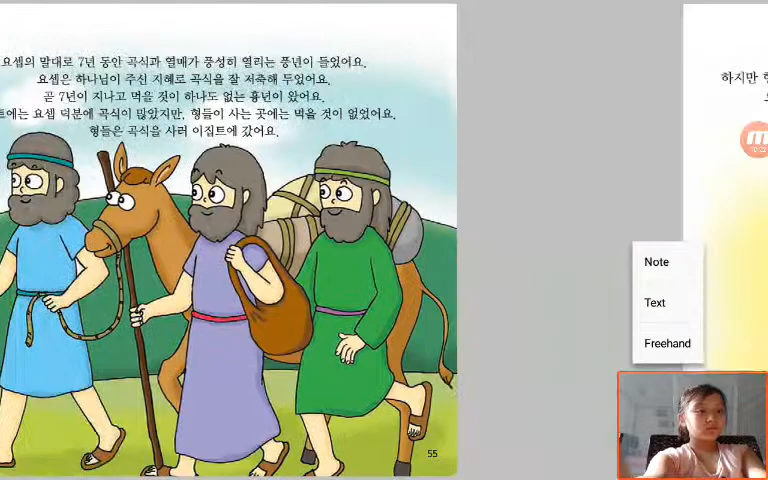 요셉의 말대로 7년 동안 곡식과 열매가 풍성히 열리는 풍년이 들었어요.
요셉은 하나님이 주신 지혜로 곡식을 잘 저축해 두었어요.
곧 7년이 지나고 먹을 것이 하나도 없는 흉년이 왔어요.
트에는 요셉 덕분에 곡식이 많았지만, 형들이 사는 곳에는 먹을 것이 없었어요.
형들은 곡식을 사러 이집트에 갔어요.
하지만
Note
Text
Freehand
55